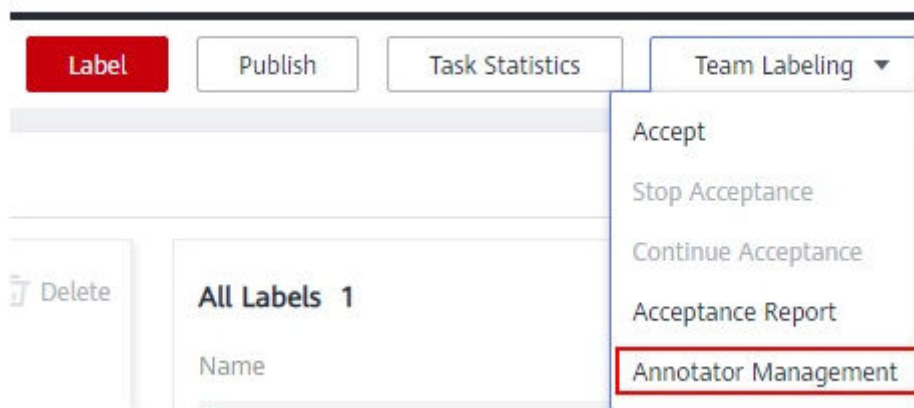 Label Publish Task Statistics Team Labeling
Accept
Stop Acceptance
Continue Acceptance
Delete
All Labels 1
Acceptance Report
Name
Annotator Management